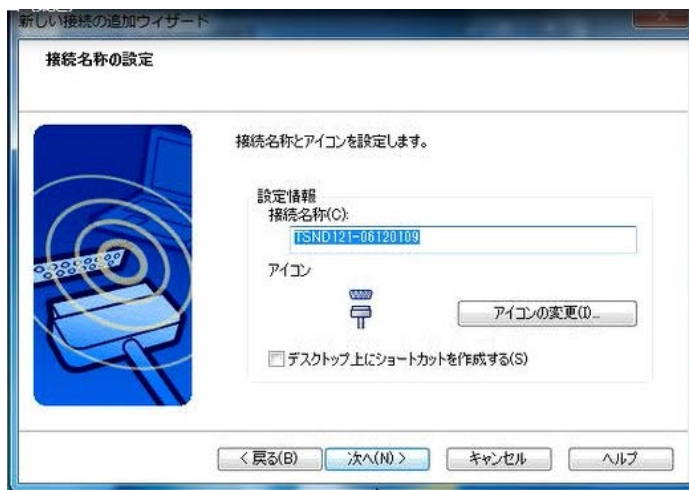 新しい接続の追加ウィザード
接続名称の設定
接続名称とアイコンを設定します。
設定情報
接続名称(C):
TSND121-06120109
アイコン
アイコンの変更(I)...
デスクトップ上にショートカットを作成する(S)
< 戻る(B)
次へ(N) >
キャンセル
ヘルプ